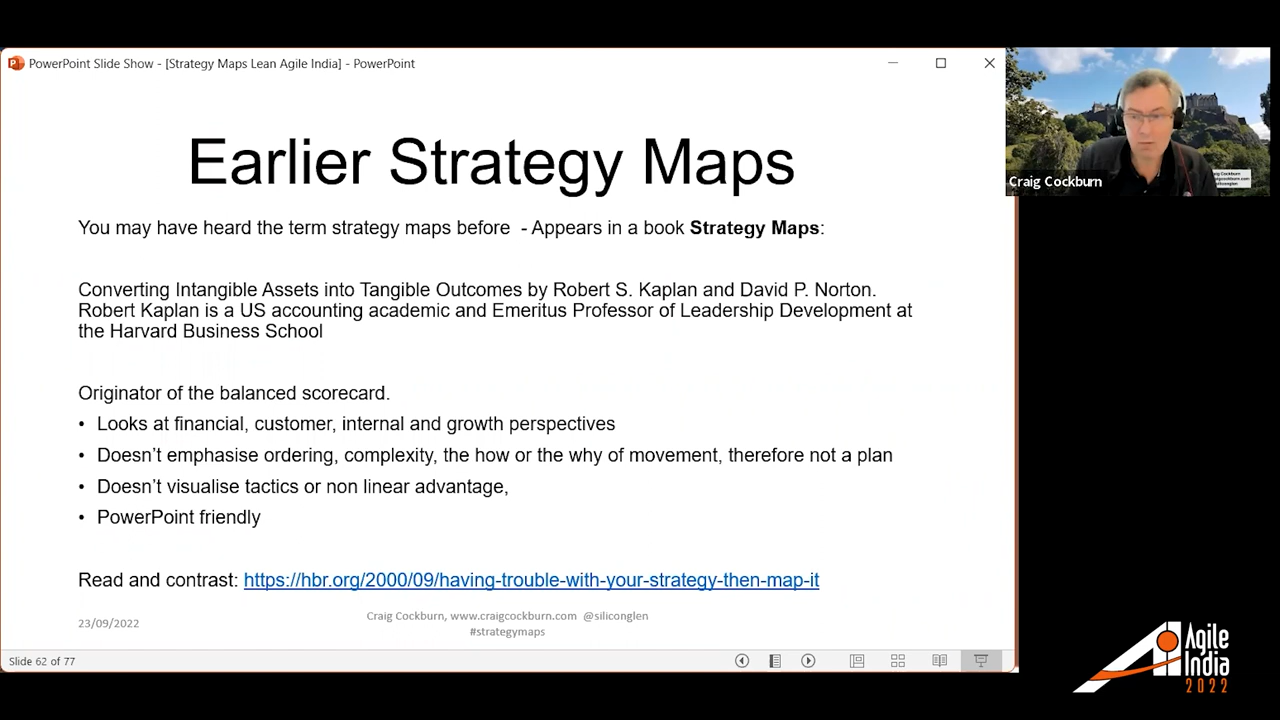 PowerPoint Slide Show - [Strategy Maps Lean Agile India] - PowerPoint
Earlier Strategy Maps
You may have heard the term strategy maps before - Appears in a book Strategy Maps:
Converting Intangible Assets into Tangible Outcomes by Robert S. Kaplan and David P. Norton.
Robert Kaplan is a US accounting academic and Emeritus Professor of Leadership Development at
the Harvard Business School
Originator of the balanced scorecard.
• Looks at financial, customer, internal and growth perspectives
• Doesn't emphasise ordering, complexity, the how or the why of movement, therefore not a plan
• Doesn't visualise tactics or non linear advantage,
• PowerPoint friendly
Read and contrast: https://hbr.org/2000/09/having-trouble-with-your-strategy-then-map-it
23/09/2022
Craig Cockburn, www.craigcockburn.com @siliconglen
#strategymaps
Slide 62 of 77
Craig Cockburn
Agile
India
2022